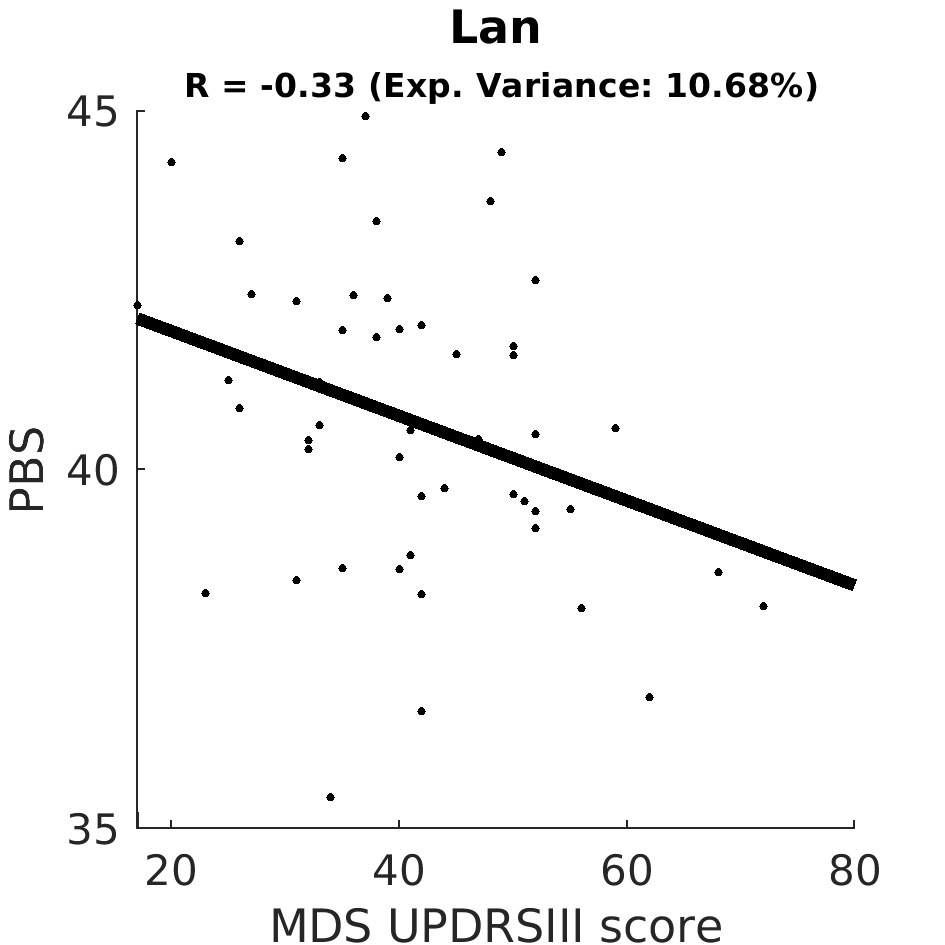 Lan
R = -0.33 (Exp. Variance: 10.68%)
45
40
35
PBS
20 40 60 80
MDS UPDRSIII score